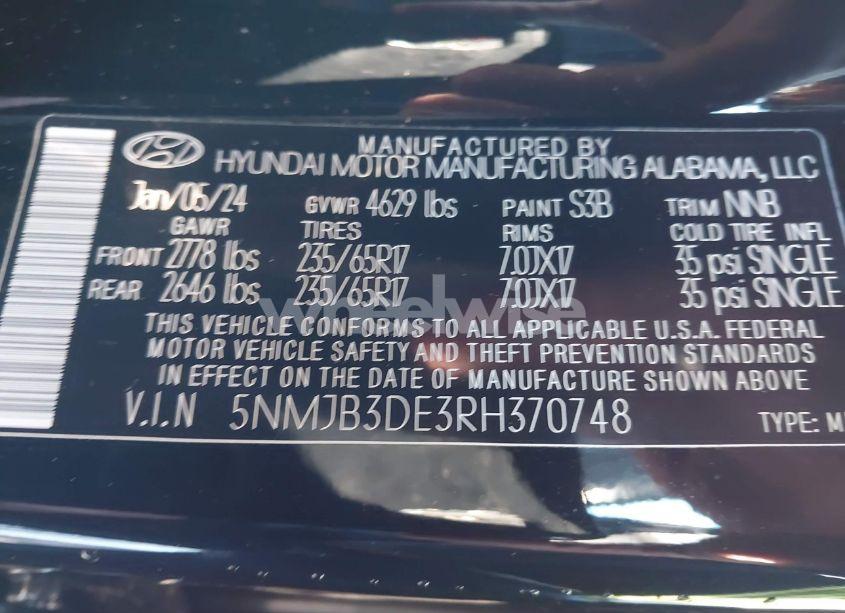 MANUFACTURED BY
HYUNDAI MOTOR MANUFACTURING ALABAMA, LLC
Jan/05/24 GVWR 4629 lbs PAINT S3B TRIM NNB
GAWR TIRES RIMS COLD TIRE INFL
FRONT 2778 lbs 235/65R17 7.0JX17 35 psi SINGLE
REAR 2646 lbs 235/65R17 7.0JX17 35 psi SINGLE
wheelwise
THIS VEHICLE CONFORMS TO ALL APPLICABLE U.S.A. FEDERAL
MOTOR VEHICLE SAFETY AND THEFT PREVENTION STANDARDS
IN EFFECT ON THE DATE OF MANUFACTURE SHOWN ABOVE.
V.I.N 5NMJB3DE3RH370748 TYPE: M